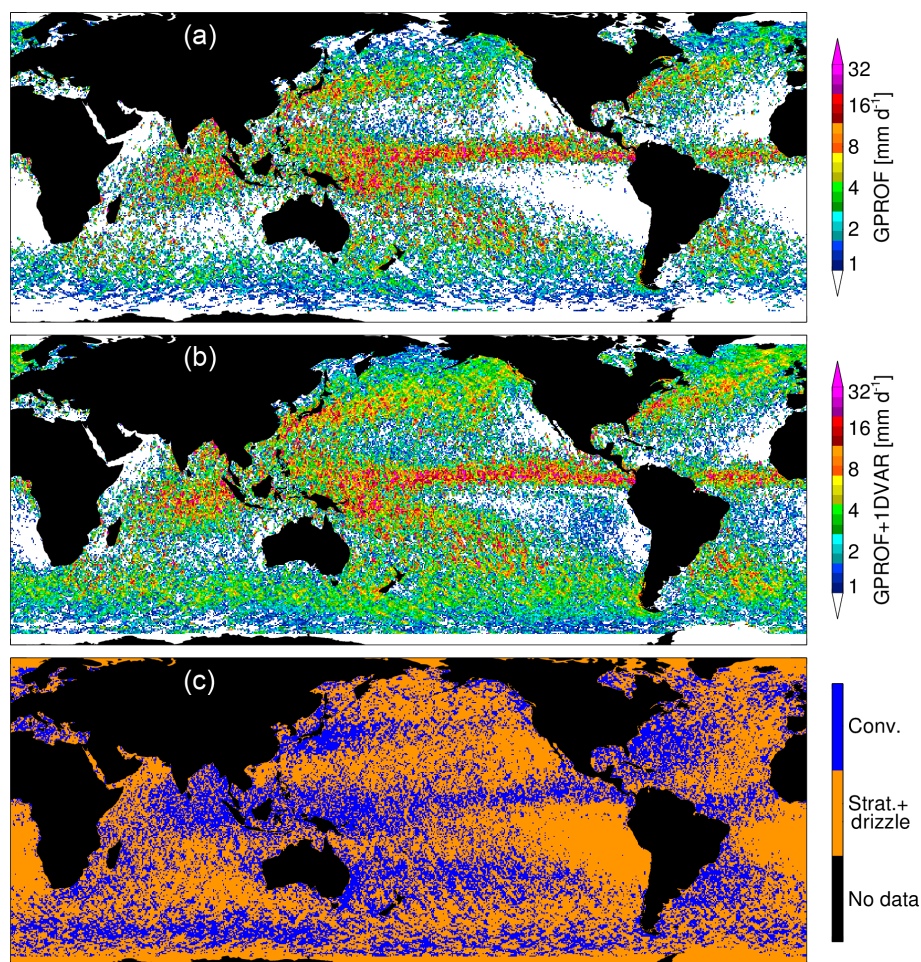 (a)
32
16
8
4
2
1
GPROF [mm d⁻¹]
(b)
32
16
8
4
2
1
GPROF+1DVAR [mm d⁻¹]
(c)
Conv.
Strat.+
drizzle
No data